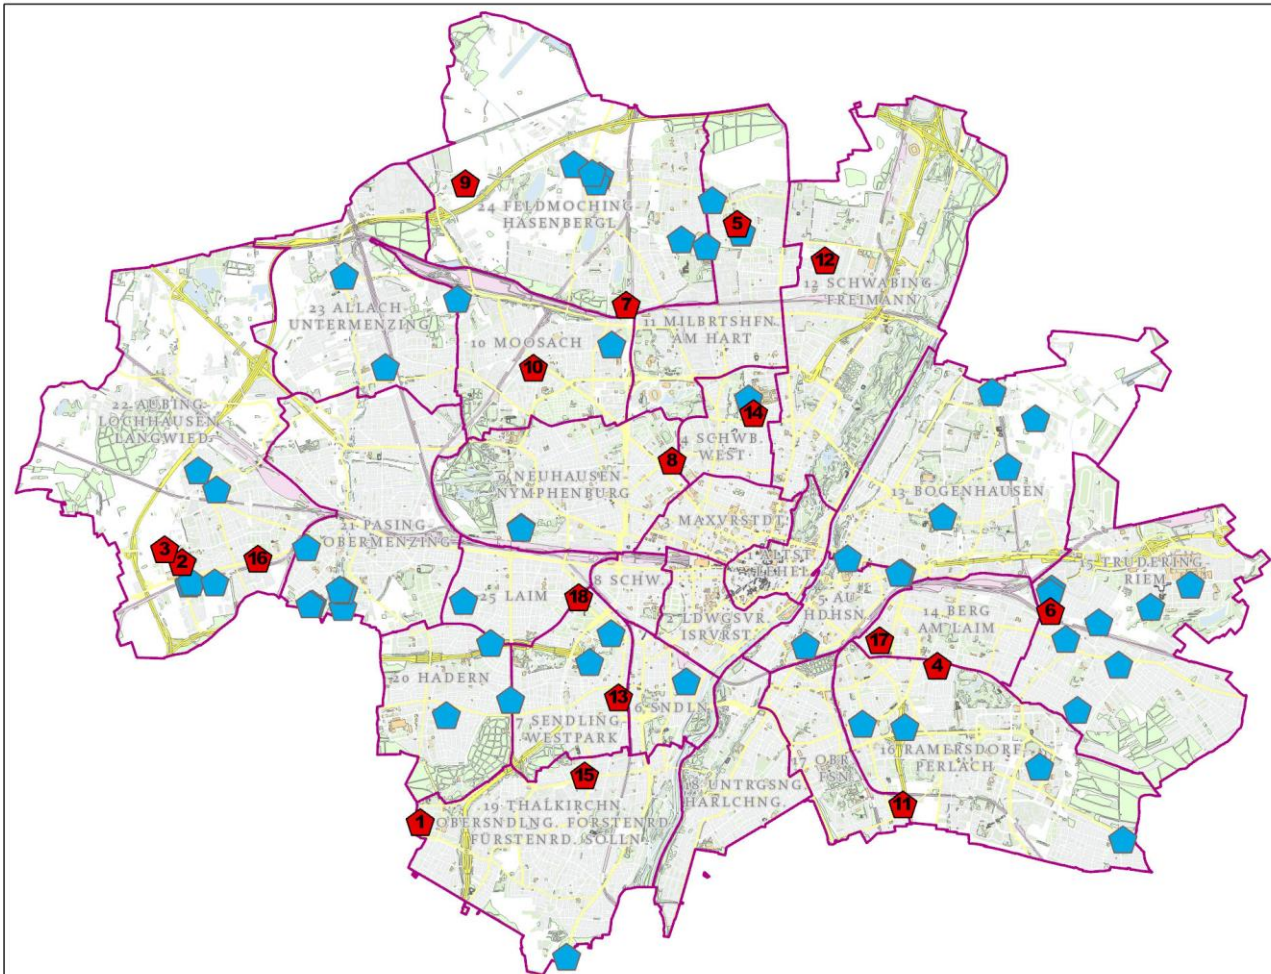 9
24 FELDMOCHING-
HASENBERGL
5
12
12 SCHWABING-
FREIMANN
23 ALLACH-
UNTERMENZING
7
11 MILBRTSHFN.
AM HART
10 MOOSACH
10
22 AUBING-
LOCHHAUSEN-
LANGWIED
14
4 SCHWB.
WEST
8
9 NEUHAUSEN-
NYMPHENBURG
13 BOGENHAUSEN
3 MAXVRSTDT.
21 PASING-
OBERMENZING
3
2
16
1 ALTST.
LEHEL
15 TRUDERING-
RIEM
8 SCHW.
25 LAIM
18
2 LDWGSVR.
ISRVRST.
5 AU-
HDHSN.
14 BERG
AM LAIM
6
17
4
20 HADERN
13
6 SNDLN.
7 SENDLING-
WESTPARK
16 RAMERSDORF
PERLACH
17 OBR.
FSN.
15
18 UNTRGSNG.
HARLCHNG.
11
1
19 THALKIRCHN.
OBERSNDLNG. FORSTENRD.
FÜRSTENRD. SOLLN